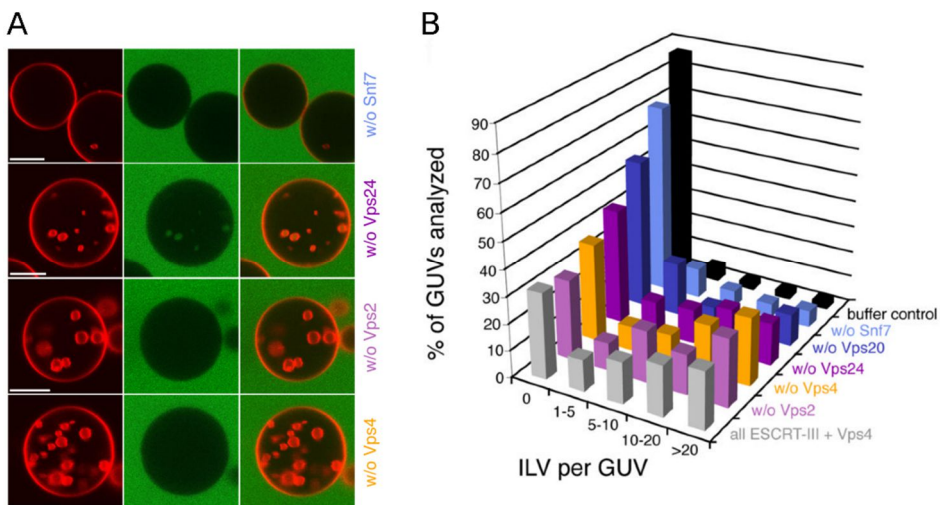 A
w/o Snf7
w/o Vps24
w/o Vps2
w/o Vps4
B
% of GUVs analyzed
90
80
70
60
50
40
30
20
10
0
0
1-5
5-10
10-20
>20
ILV per GUV
buffer control
w/o Snf7
w/o Vps20
w/o Vps24
w/o Vps4
w/o Vps2
all ESCRT-III + Vps4